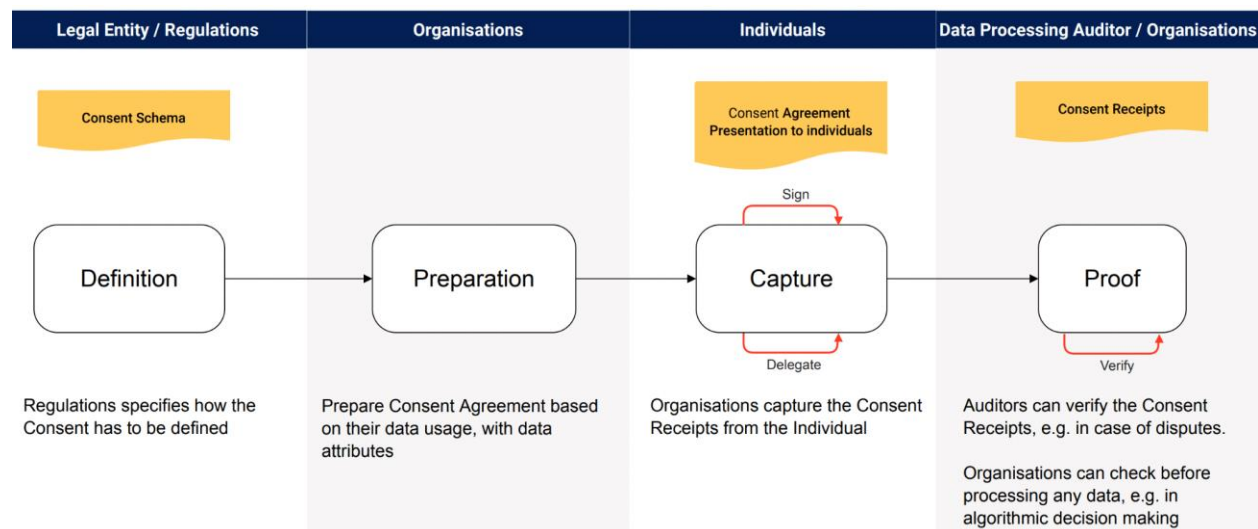 Legal Entity / Regulations
Organisations
Individuals
Data Processing Auditor / Organisations
Consent Schema
Consent Agreement
Presentation to individuals
Consent Receipts
Sign
Definition
Preparation
Capture
Proof
Delegate
Verify
Regulations specifies how the
Consent has to be defined
Prepare Consent Agreement based
on their data usage, with data
attributes
Organisations capture the Consent
Receipts from the Individual
Auditors can verify the Consent
Receipts, e.g. in case of disputes.
Organisations can check before
processing any data, e.g. in
algorithmic decision making